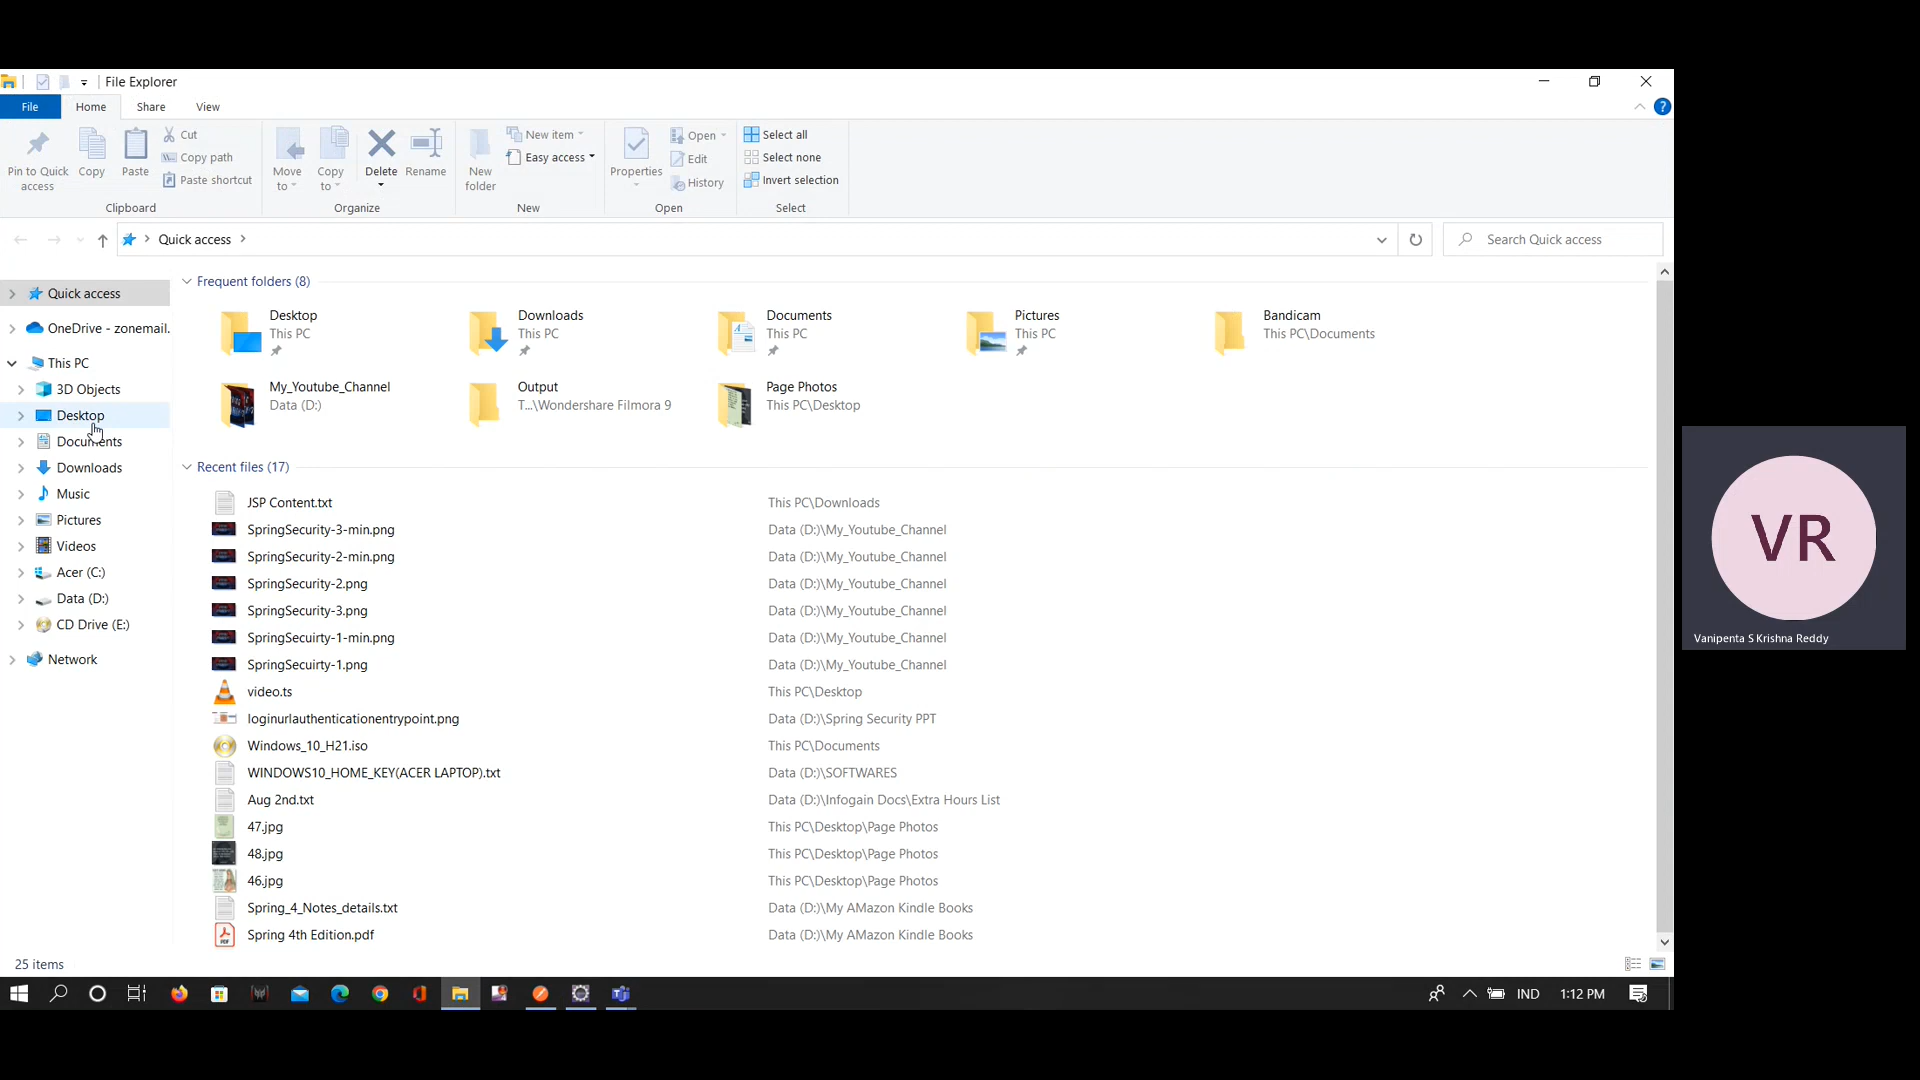 File Explorer
File Home Share View
Pin to Quick access
Copy
Paste
Cut
Copy path
Paste shortcut
Clipboard
Move to
Copy to
Delete
Rename
Organize
New folder
New item
Easy access
New
Properties
Open
Edit
History
Open
Select all
Select none
Invert selection
Select
Quick access
Search Quick access
Quick access
OneDrive - zonemail.
This PC
3D Objects
Desktop
Documents
Downloads
Music
Pictures
Videos
Acer (C:)
Data (D:)
CD Drive (E:)
Network
Frequent folders (8)
Desktop
This PC
Downloads
This PC
Documents
This PC
Pictures
This PC
Bandicam
This PC\Documents
My_Youtube_Channel
Data (D:)
Output
T...\Wondershare Filmora 9
Page Photos
This PC\Desktop
Recent files (17)
JSP Content.txt This PC\Downloads
SpringSecurity-3-min.png Data (D:)\My_Youtube_Channel
SpringSecurity-2-min.png Data (D:)\My_Youtube_Channel
SpringSecurity-2.png Data (D:)\My_Youtube_Channel
SpringSecurity-3.png Data (D:)\My_Youtube_Channel
SpringSecuirty-1-min.png Data (D:)\My_Youtube_Channel
SpringSecuirty-1.png Data (D:)\My_Youtube_Channel
video.ts This PC\Desktop
loginurlauthenticationentrypoint.png Data (D:)\Spring Security PPT
Windows_10_H21.iso This PC\Documents
WINDOWS10_HOME_KEY(ACER LAPTOP).txt Data (D:)\SOFTWARES
Aug 2nd.txt Data (D:)\Infogain Docs\Extra Hours List
47.jpg This PC\Desktop\Page Photos
48.jpg This PC\Desktop\Page Photos
46.jpg This PC\Desktop\Page Photos
Spring_4_Notes_details.txt Data (D:)\My AMazon Kindle Books
Spring 4th Edition.pdf Data (D:)\My AMazon Kindle Books
25 items
IND 1:12 PM
VR
Vanipenta S Krishna Reddy